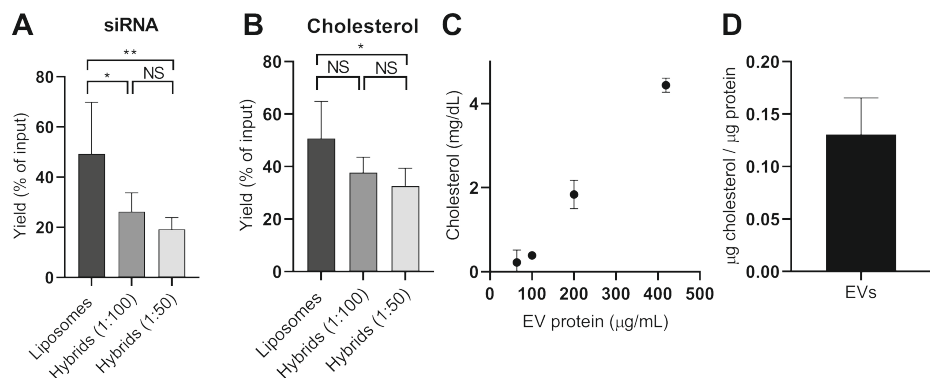 A
siRNA
**
*
NS
80
60
40
20
0
Yield (% of input)
Liposomes
Hybrids (1:100)
Hybrids (1:50)
B
Cholesterol
*
NS
NS
80
60
40
20
0
Yield (% of input)
Liposomes
Hybrids (1:100)
Hybrids (1:50)
C
4
2
0
Cholesterol (mg/dL)
0 100 200 300 400 500
EV protein (μg/mL)
D
0.20
0.15
0.10
0.05
0.00
μg cholesterol / μg protein
EVs